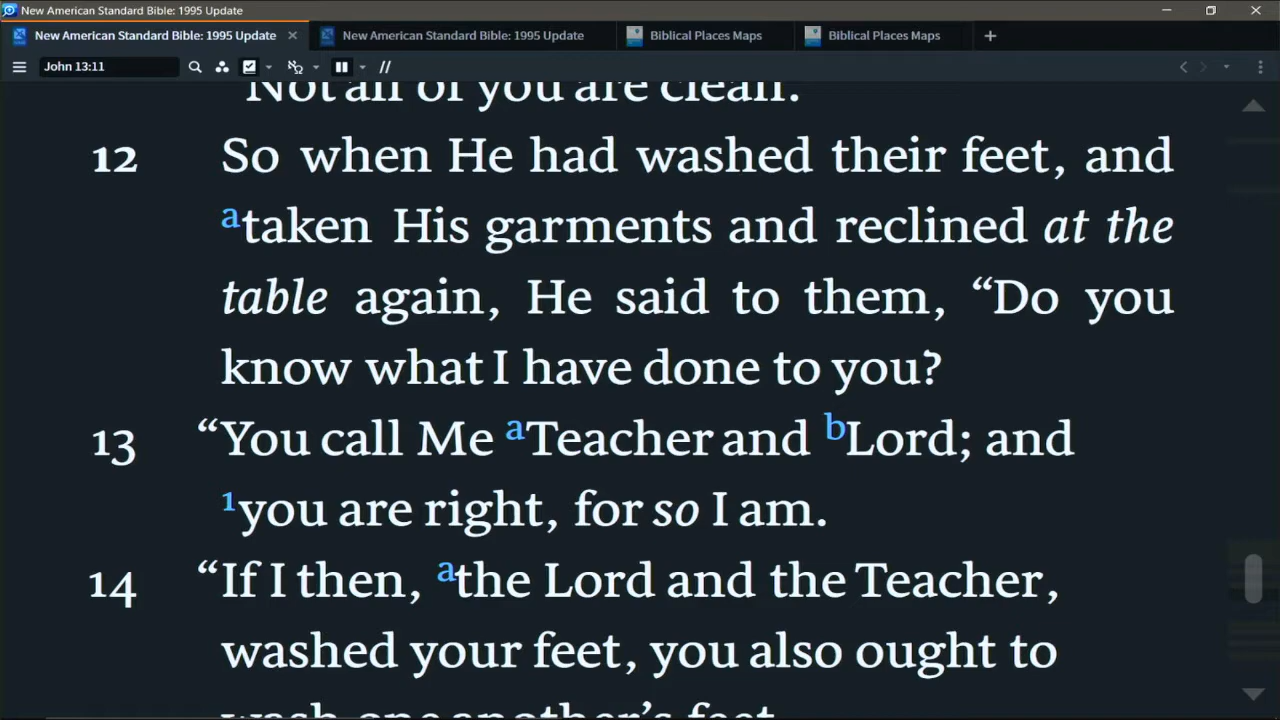 New American Standard Bible: 1995 Update
New American Standard Bible: 1995 Update New American Standard Bible: 1995 Update Biblical Places Maps Biblical Places Maps
John 13:11
“Not all of you are clean.”
12 So when He had washed their feet, and
ataken His garments and reclined at the
table again, He said to them, “Do you
know what I have done to you?
13 “You call Me aTeacher and bLord; and
1you are right, for so I am.
14 “If I then, athe Lord and the Teacher,
washed your feet, you also ought to
wash one another’s feet.